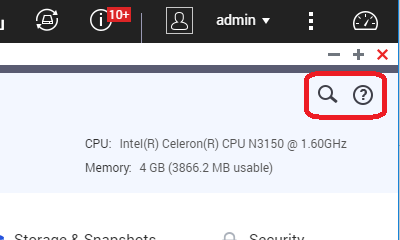 10+
admin
CPU: Intel(R) Celeron(R) CPU N3150 @ 1.60GHz
Memory: 4 GB (3866.2 MB usable)
Storage & Snapshots
Security